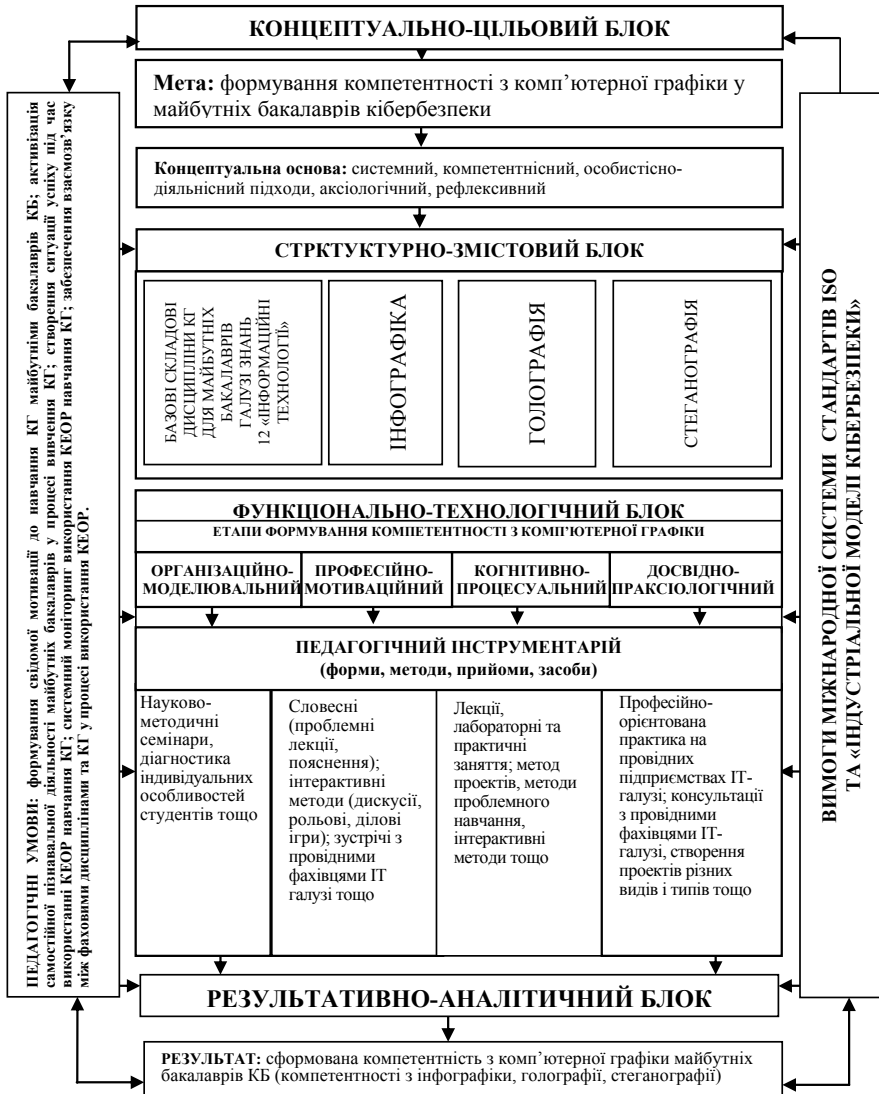 КОНЦЕПТУАЛЬНО-ЦІЛЬОВИЙ БЛОК
Мета: формування компетентності з комп’ютерної графіки у
майбутніх бакалаврів кібербезпеки
Концептуальна основа: системний, компетентнісний, особистісно-
діяльнісний підходи, аксіологічний, рефлексивний
СТРКТУКТУРНО-ЗМІСТОВИЙ БЛОК
БАЗОВІ СКЛАДОВІ
ДИСЦИПЛІНИ КГ
ДЛЯ МАЙБУТНІХ
БАКАЛАВРІВ
ГАЛУЗІ ЗНАНЬ
12 «ІНФОРМАЦІЙНІ
ТЕХНОЛОГІЇ»
ІНФОГРАФІКА
ГОЛОГРАФІЯ
СТЕГАНОГРАФІЯ
ФУНКЦІОНАЛЬНО-ТЕХНОЛОГІЧНИЙ БЛОК
ЕТАПИ ФОРМУВАННЯ КОМПЕТЕНТНОСТІ З КОМП’ЮТЕРНОЇ ГРАФІКИ
ОРГАНІЗАЦІЙНО-
МОДЕЛЮВАЛЬНИЙ
ПРОФЕСІЙНО-
МОТИВАЦІЙНИЙ
КОГНІТИВНО-
ПРОЦЕСУАЛЬНИЙ
ДОСВІДНО-
ПРАКСІОЛОГІЧНИЙ
ПЕДАГОГІЧНИЙ ІНСТРУМЕНТАРІЙ
(форми, методи, прийоми, засоби)
Науково-
методичні
семінари,
діагностика
індивідуальних
особливостей
студентів тощо
Словесні
(проблемні
лекції,
пояснення);
інтерактивні
методи (дискусії,
рольові, ділові
ігри); зустрічі з
провідними
фахівцями ІТ
галузі тощо
Лекції,
лабораторні та
практичні
заняття; метод
проектів, методи
проблемного
навчання,
інтерактивні
методи тощо
Професійно-
орієнтована
практика на
провідних
підприємствах ІТ-
галузі; консультації
з провідними
фахівцями ІТ-
галузі, створення
проектів різних
видів і типів тощо
РЕЗУЛЬТАТИВНО-АНАЛІТИЧНИЙ БЛОК
РЕЗУЛЬТАТ: сформована компетентність з комп’ютерної графіки майбутніх
бакалаврів КБ (компетентності з інфографіки, голографії, стеганографії)
ПЕДАГОГІЧНІ УМОВИ: формування свідомої мотивації до навчання КГ майбутніми бакалаврів КБ; активізація
самостійної пізнавальної діяльності майбутніх бакалаврів у процесі вивчення КГ; створення ситуації успіху під час
використанні КЕОР навчання КГ; системний моніторинг використання КЕОР навчання КГ; забезпечення взаємозв’язку
між фаховими дисциплінами та КГ у процесі використання КЕОР.
ВИМОГИ МІЖНАРОДНОЇ СИСТЕМИ СТАНДАРТІВ ISO
ТА «ІНДУСТРІАЛЬНОЇ МОДЕЛІ КІБЕРБЕЗПЕКИ»